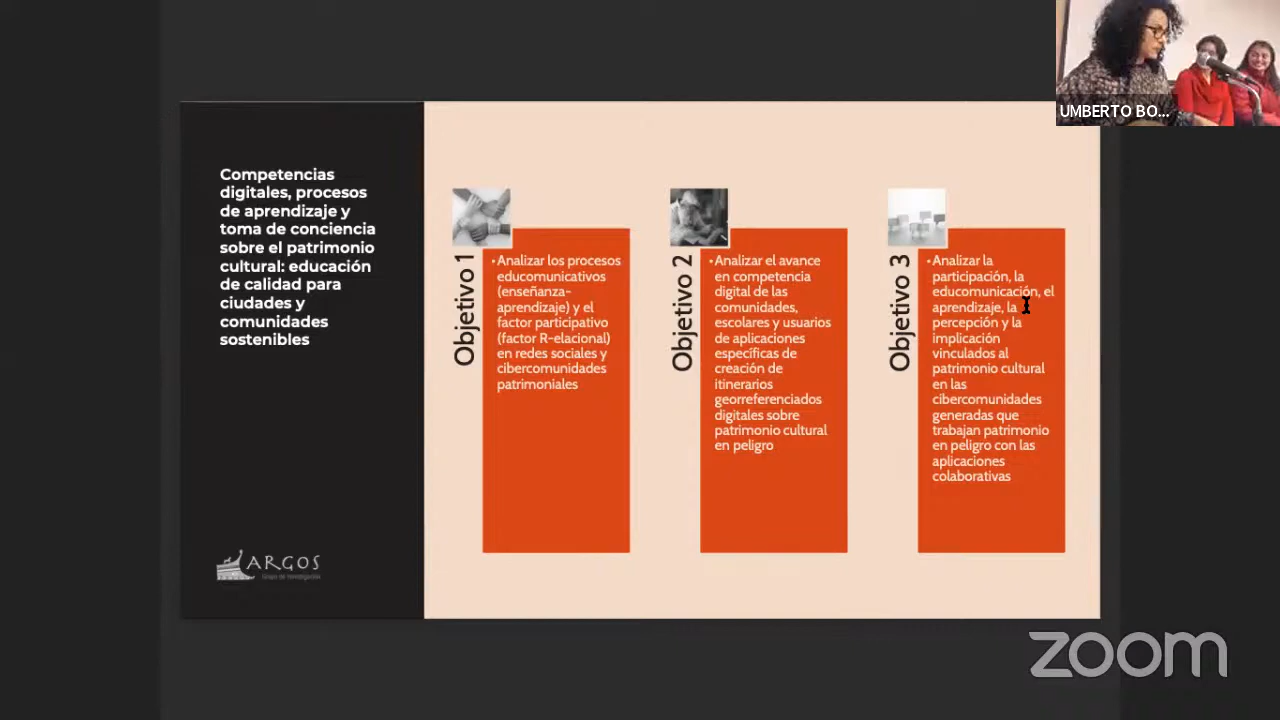 UMBERTO BO...
Competencias
digitales, procesos
de aprendizaje y
toma de conciencia
sobre el patrimonio
cultural: educación
de calidad para
ciudades y
comunidades
sostenibles
ARGOS
Grupo de Investigación
Objetivo 1
•Analizar los procesos
educomunicativos
(enseñanza-
aprendizaje) y el
factor participativo
(factor R-elacional)
en redes sociales y
cibercomunidades
patrimoniales
Objetivo 2
•Analizar el avance
en competencia
digital de las
comunidades,
escolares y usuarios
de aplicaciones
específicas de
creación de
itinerarios
georreferenciados
digitales sobre
patrimonio cultural
en peligro
Objetivo 3
•Analizar la
participación, la
educomunicación, el
aprendizaje, la
percepción y la
implicación
vinculados al
patrimonio cultural
en las
cibercomunidades
generadas que
trabajan patrimonio
en peligro con las
aplicaciones
colaborativas
zoom